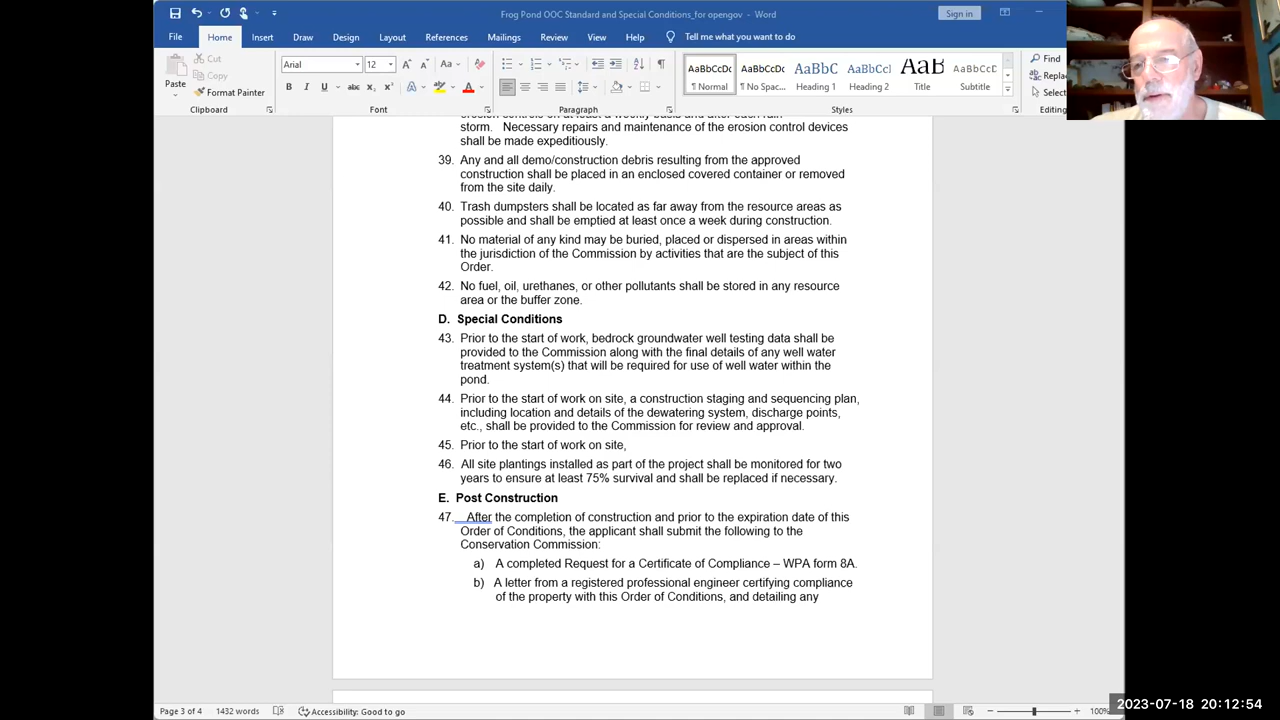 Frog Pond OOC Standard and Special Conditions_for opengov - Word
Sign in
File Home Insert Draw Design Layout References Mailings Review View Help Tell me what you want to do
Cut
Copy
Format Painter
Paste
Clipboard
Arial 12
Font
Paragraph
AaBbCcDc AaBbCcDc AaBbC AaBbCcl AaB AaBbCcD
¶ Normal ¶ No Spac... Heading 1 Heading 2 Title Subtitle
Styles
Find
Repla
Select
Editing
erosion controls on at least a weekly basis and after each rain
storm. Necessary repairs and maintenance of the erosion control devices
shall be made expeditiously.
39. Any and all demo/construction debris resulting from the approved
construction shall be placed in an enclosed covered container or removed
from the site daily.
40. Trash dumpsters shall be located as far away from the resource areas as
possible and shall be emptied at least once a week during construction.
41. No material of any kind may be buried, placed or dispersed in areas within
the jurisdiction of the Commission by activities that are the subject of this
Order.
42. No fuel, oil, urethanes, or other pollutants shall be stored in any resource
area or the buffer zone.
D. Special Conditions
43. Prior to the start of work, bedrock groundwater well testing data shall be
provided to the Commission along with the final details of any well water
treatment system(s) that will be required for use of well water within the
pond.
44. Prior to the start of work on site, a construction staging and sequencing plan,
including location and details of the dewatering system, discharge points,
etc., shall be provided to the Commission for review and approval.
45. Prior to the start of work on site,
46. All site plantings installed as part of the project shall be monitored for two
years to ensure at least 75% survival and shall be replaced if necessary.
E. Post Construction
47. After the completion of construction and prior to the expiration date of this
Order of Conditions, the applicant shall submit the following to the
Conservation Commission:
a) A completed Request for a Certificate of Compliance – WPA form 8A.
b) A letter from a registered professional engineer certifying compliance
of the property with this Order of Conditions, and detailing any
Page 3 of 4 1432 words Accessibility: Good to go 100%
2023-07-18 20:12:54